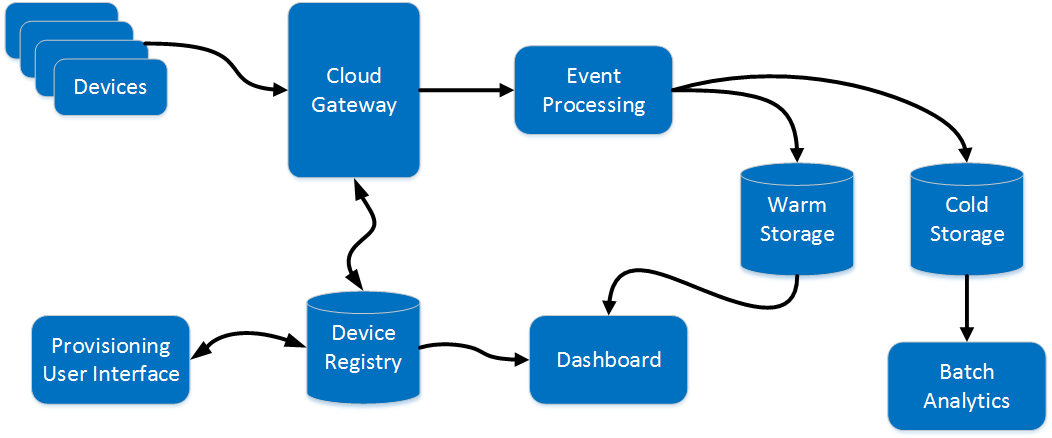 Devices
Cloud
Gateway
Event
Processing
Warm
Storage
Cold
Storage
Provisioning
User Interface
Device
Registry
Dashboard
Batch
Analytics